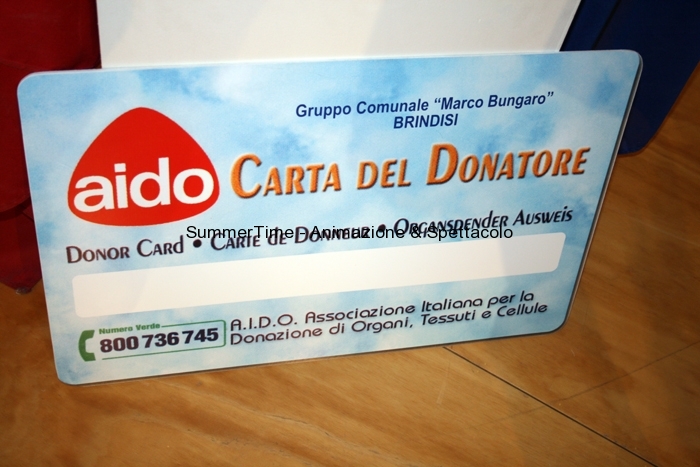 Gruppo Comunale "Marco Bungaro"
BRINDISI
aido
CARTA DEL DONATORE
DONOR CARD • CARTE DE DONNEUR • ORGANSPENDER AUSWEIS
SummerTime - Animazione & Spettacolo
Numero Verde
800 736 745
A.I.D.O. Associazione Italiana per la
Donazione di Organi, Tessuti e Cellule